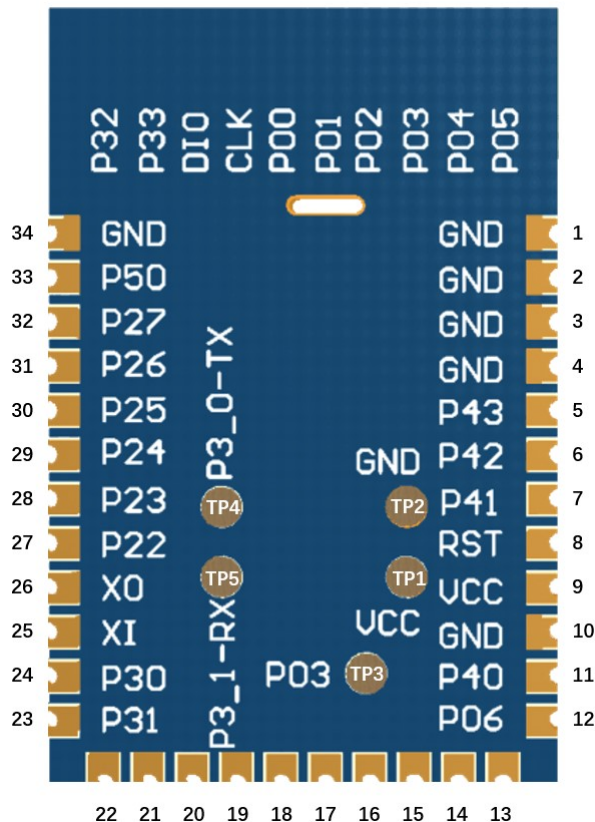 P32 P33 DIO CLK P00 P01 P02 P03 P04 P05
34 GND GND 1
33 P50 GND 2
32 P27 GND 3
31 P26 GND 4
30 P25 P43 5
29 P24 GND P42 6
P3_0-TX
28 P23 TP4 TP2 P41 7
27 P22 RST 8
26 XO TP5 TP1 VCC 9
25 XI VCC GND 10
P3_1-RX
24 P30 P03 TP3 P40 11
23 P31 P06 12
22 21 20 19 18 17 16 15 14 13